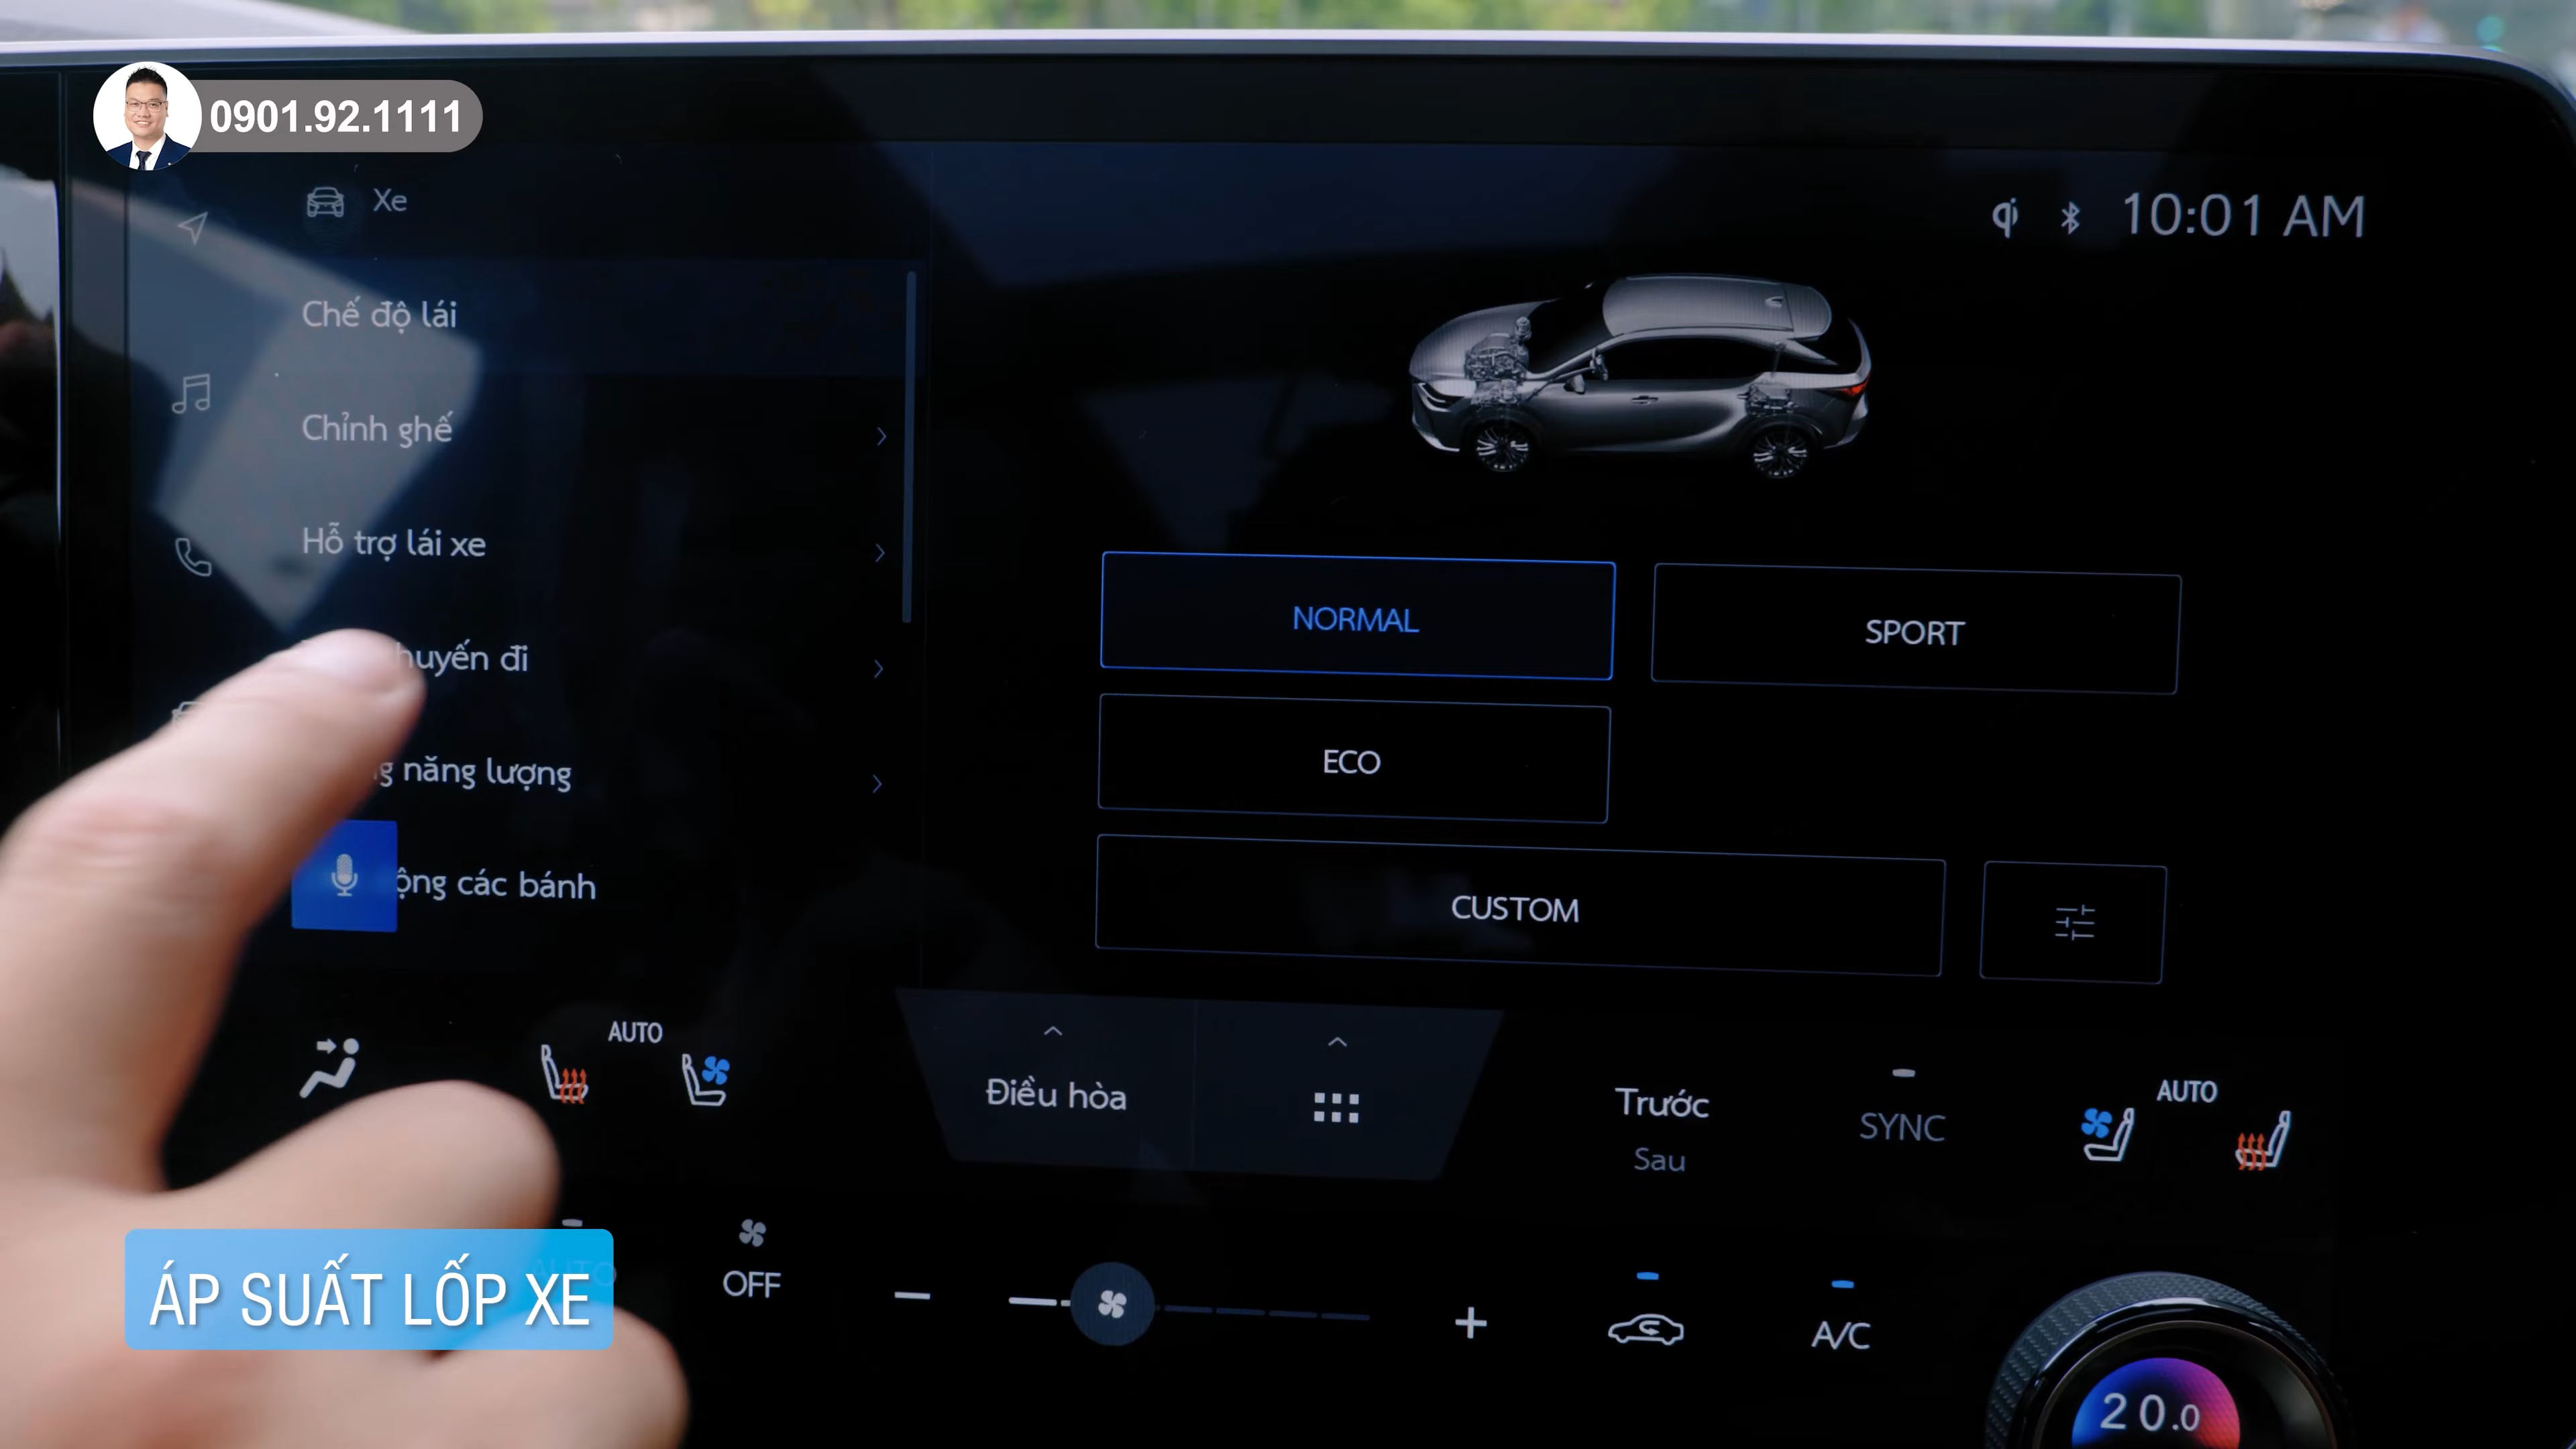 0901.92.1111
Xe
10:01 AM
Chế độ lái
Chỉnh ghế
Hỗ trợ lái xe
huyến đi
g năng lượng
ộng các bánh
NORMAL
SPORT
ECO
CUSTOM
AUTO
Điều hòa
Trước
Sau
SYNC
AUTO
AUTO
OFF
A/C
20.0
ÁP SUẤT LỐP XE